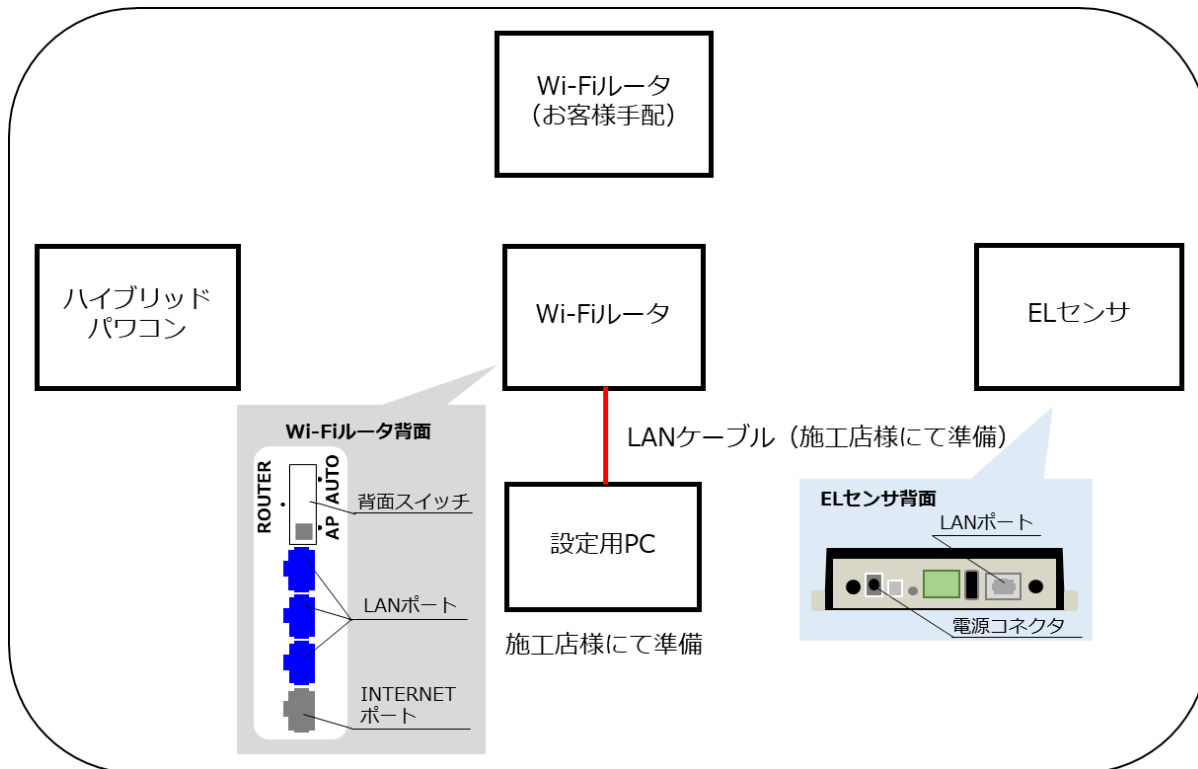 Wi-Fiルータ
（お客様手配）
ハイブリッド
パワコン
Wi-Fiルータ
ELセンサ
LANケーブル（施工店様にて準備）
設定用PC
施工店様にて準備
Wi-Fiルータ背面
ROUTER
AUTO
AP
背面スイッチ
LANポート
INTERNET
ポート
ELセンサ背面
LANポート
電源コネクタ